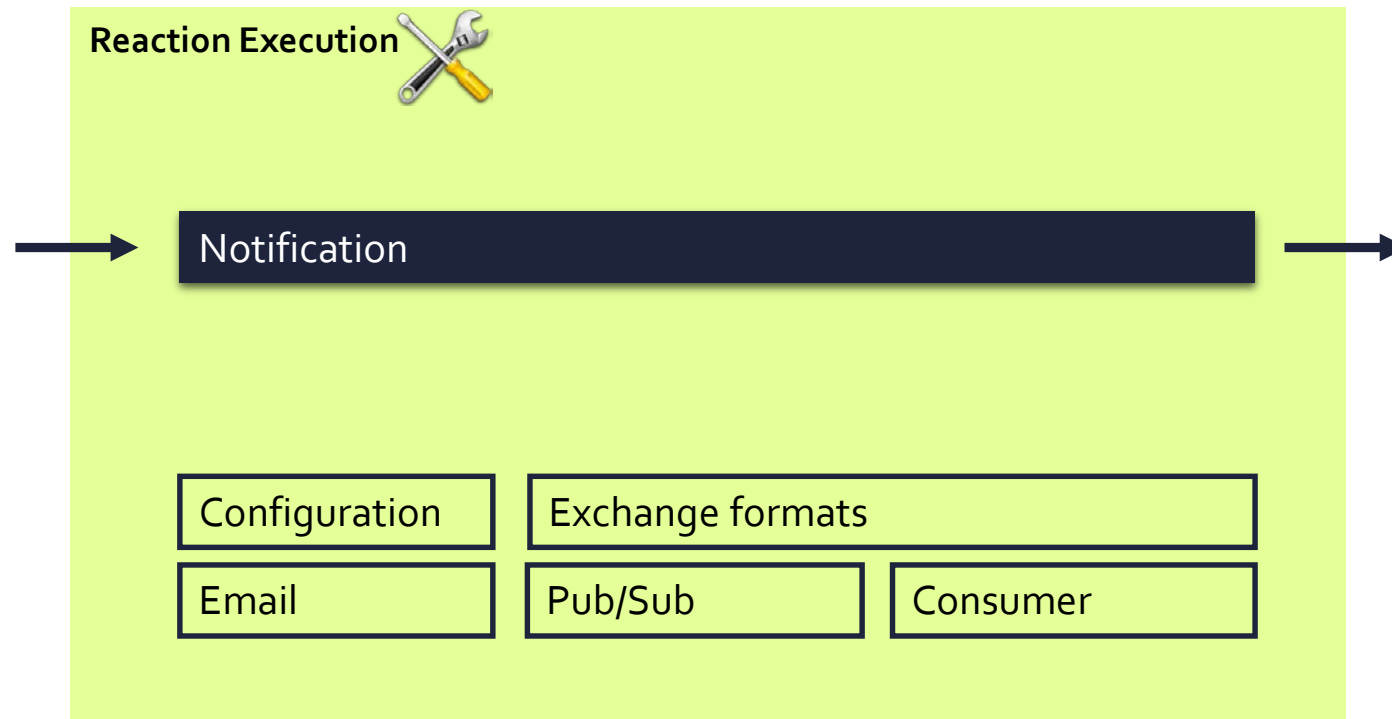 Reaction Execution
Notification
Configuration
Exchange formats
Email
Pub/Sub
Consumer